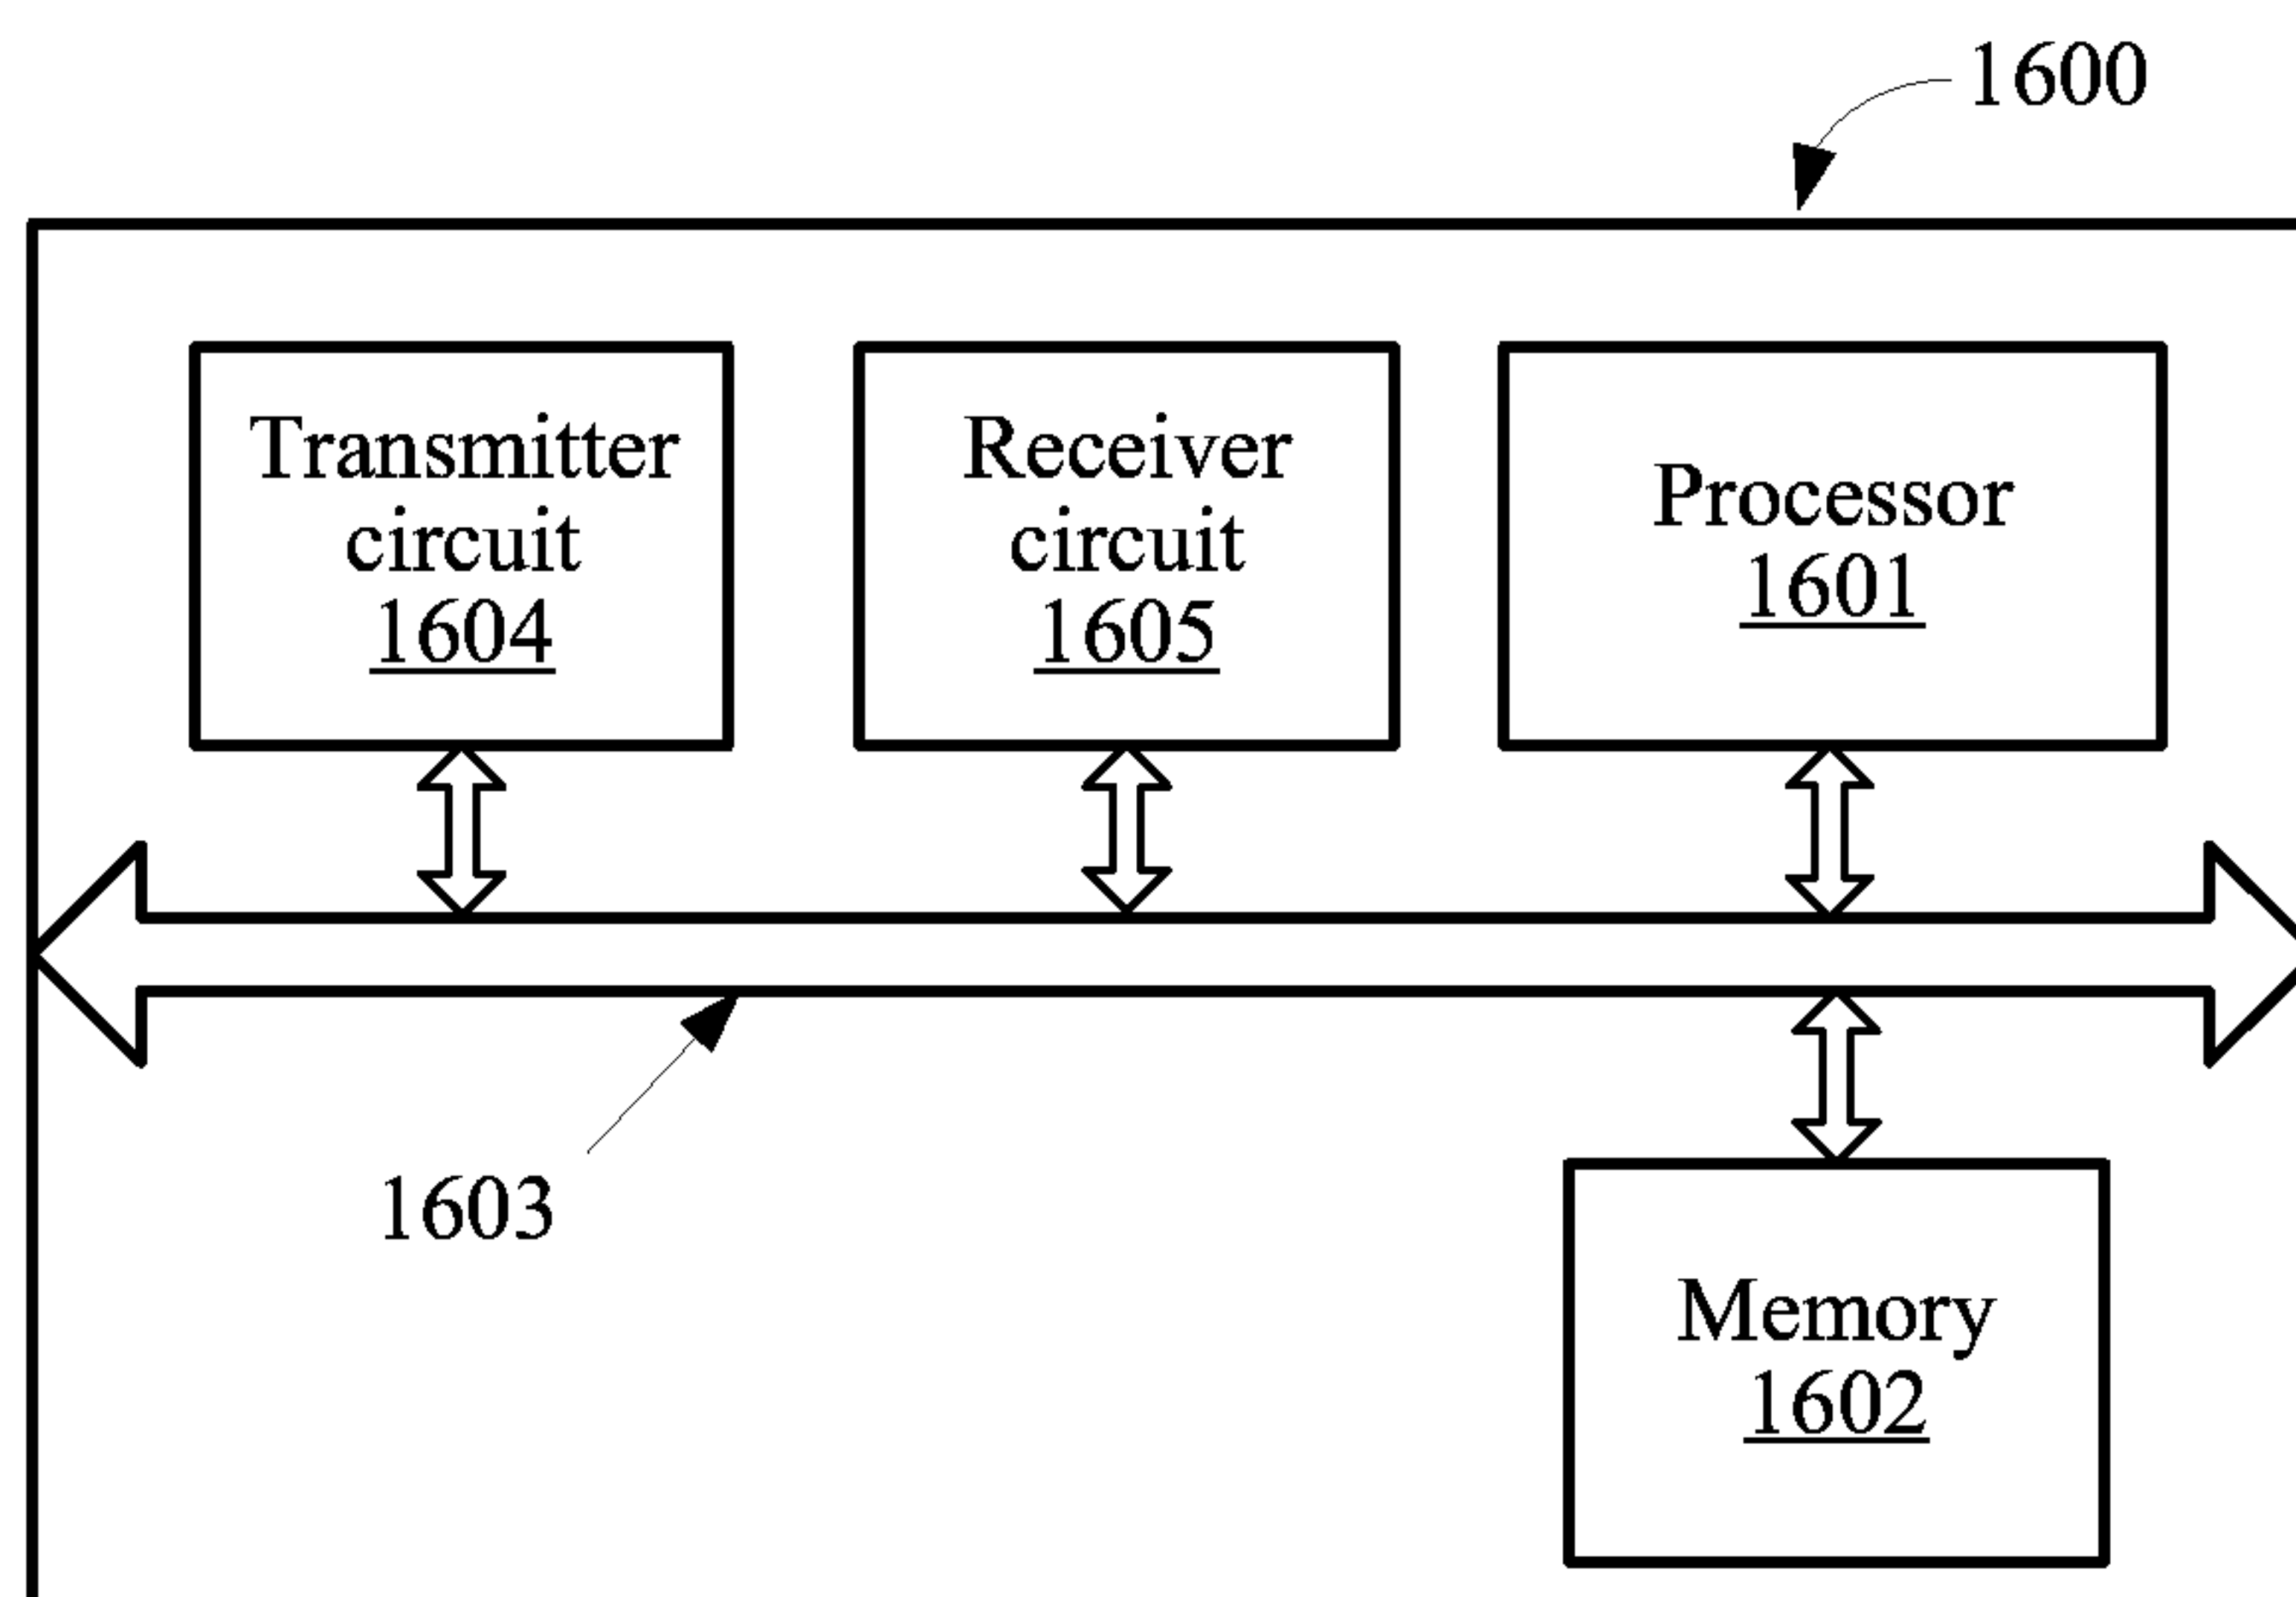 1600
Transmitter
circuit
1604
Receiver
circuit
1605
Processor
1601
1603
Memory
1602